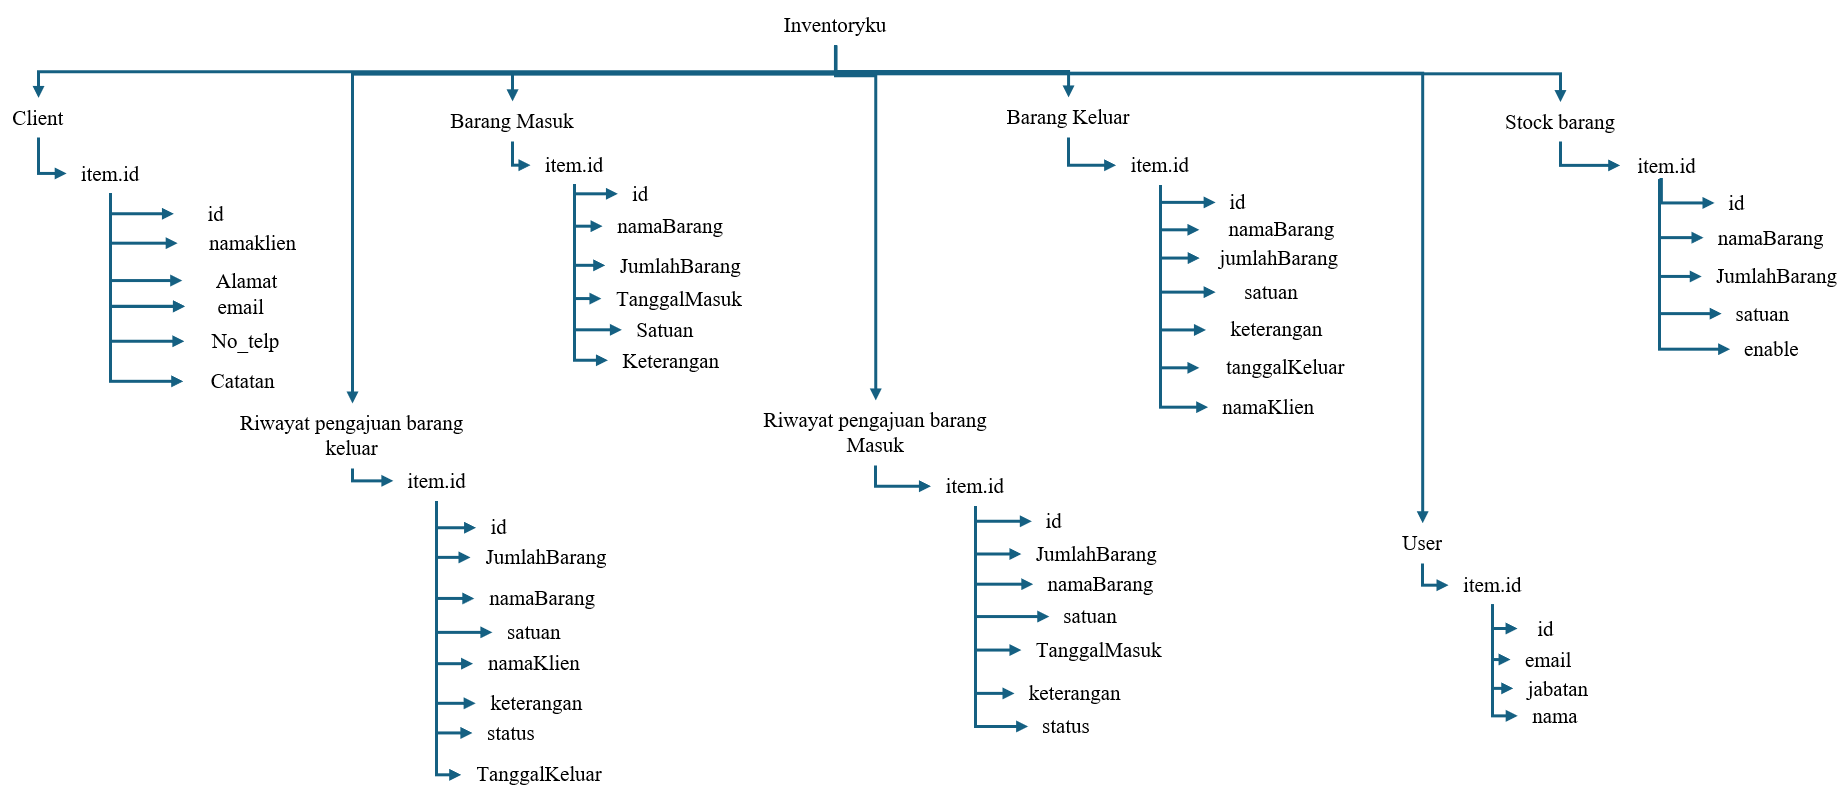 Inventoryku
Client
item.id
id
namaklien
Alamat
email
No_telp
Catatan
Riwayat pengajuan barang
keluar
item.id
id
JumlahBarang
namaBarang
satuan
namaKlien
keterangan
status
TanggalKeluar
Barang Masuk
item.id
id
namaBarang
JumlahBarang
TanggalMasuk
Satuan
Keterangan
Riwayat pengajuan barang
Masuk
item.id
id
JumlahBarang
namaBarang
satuan
TanggalMasuk
keterangan
status
Barang Keluar
item.id
id
namaBarang
jumlahBarang
satuan
keterangan
tanggalKeluar
namaKlien
User
item.id
id
email
jabatan
nama
Stock barang
item.id
id
namaBarang
JumlahBarang
satuan
enable